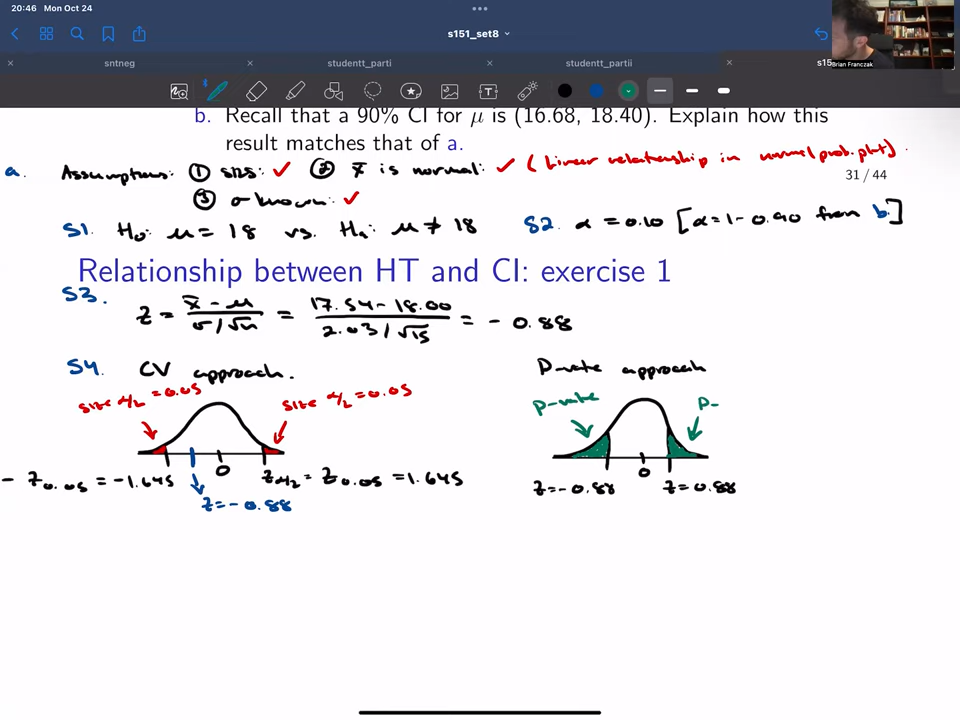 20:46 Mon Oct 24
s151_set8
sntneg
studentt_parti
studentt_partii
s15
Brian Franczak
b. Recall that a 90% CI for μ is (16.68, 18.40). Explain how this
result matches that of a.
a. Assumptions: ① SRS: ✓ ② x̄ is normal: ✓ (Linear relationship in normal prob. plot).
③ σ known: ✓
31 / 44
S1. H₀: μ = 18 vs. Hₐ: μ ≠ 18
S2. α = 0.10 [α = 1 - 0.90 from b.]
Relationship between HT and CI: exercise 1
S3.
z = (x̄ - μ)/(σ/√n) = (17.54 - 18.00)/(2.03/√15) = - 0.88
S4. CV approach.
size α/2 = 0.05
size α/2 = 0.05
0
- z0.05 = -1.645
zα/2 = z0.05 = 1.645
z = - 0.88
P-value approach
P-value
P-
0
z = - 0.88
z = 0.88